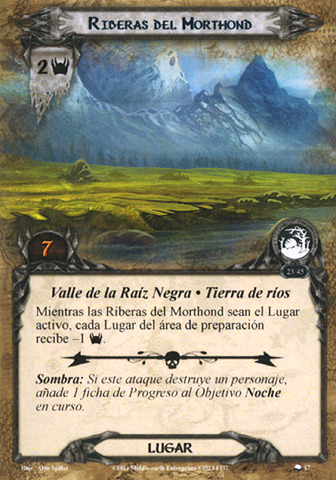 Riberas del Morthond
2
7
23-45
Valle de la Raíz Negra • Tierra de ríos
Mientras las Riberas del Morthond sean el Lugar
activo, cada Lugar del área de preparación
recibe –1
Sombra: Si este ataque destruye un personaje,
añade 1 ficha de Progreso al Objetivo Noche
en curso.
LUGAR